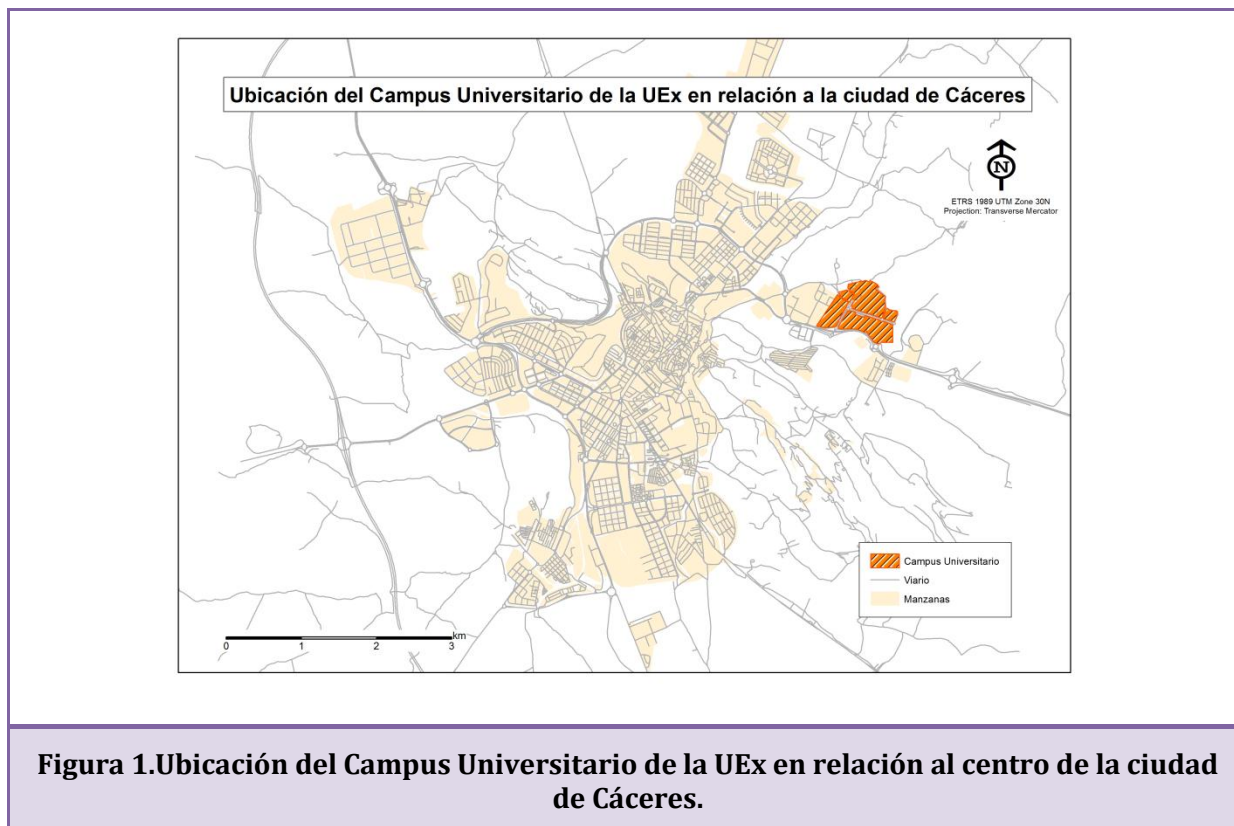 Ubicación del Campus Universitario de la UEx en relación a la ciudad de Cáceres
N
ETRS 1989 UTM Zone 30N
Projection: Transverse Mercator
Campus Universitario
Viario
Manzanas
km
0 1 2 3
Figura 1.Ubicación del Campus Universitario de la UEx en relación al centro de la ciudad
de Cáceres.